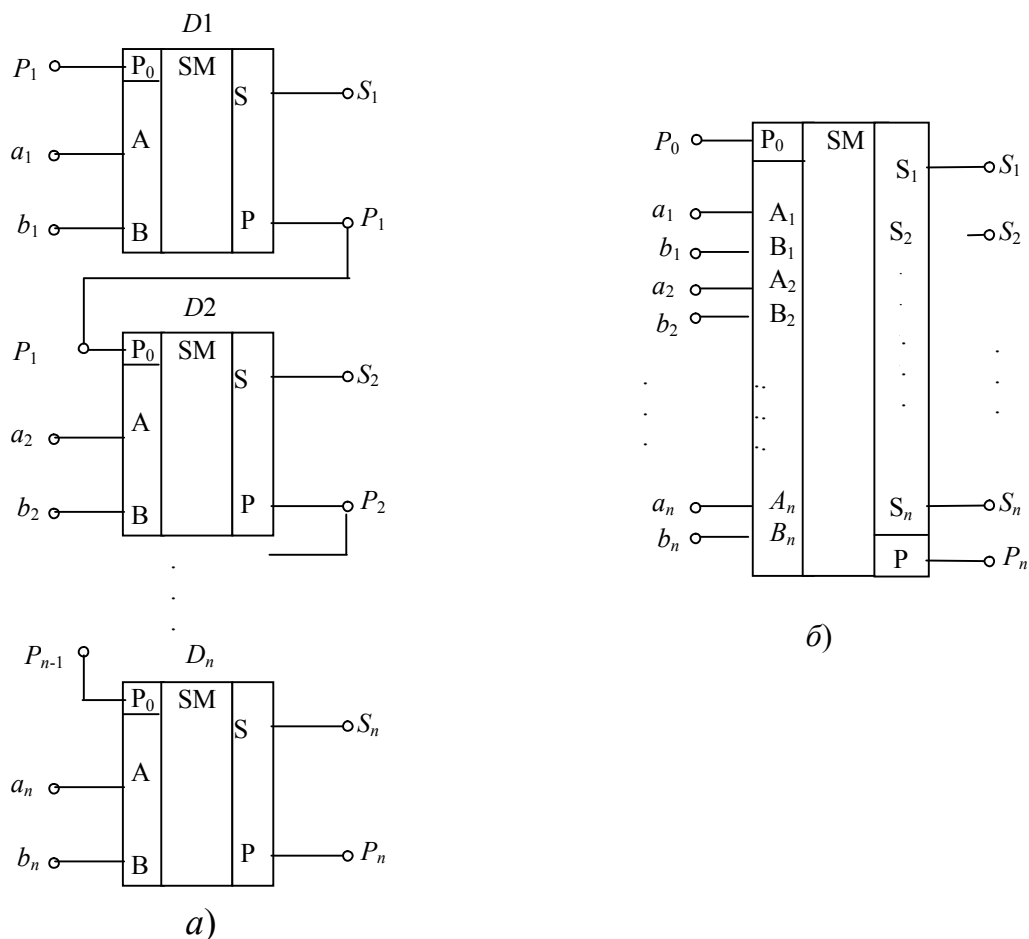 D1
P₁ P₀ SM S S₁
a₁ A
b₁ B P P₁
D2
P₁ P₀ SM S S₂
a₂ A
b₂ B P P₂
Pₙ₋₁ Dₙ
P₀ SM S Sₙ
aₙ A
bₙ B P Pₙ
а)
P₀ P₀ SM
S₁ S₁
a₁ A₁
b₁ B₁ S₂ S₂
a₂ A₂
b₂ B₂
aₙ Aₙ Sₙ Sₙ
bₙ Bₙ
P Pₙ
б)